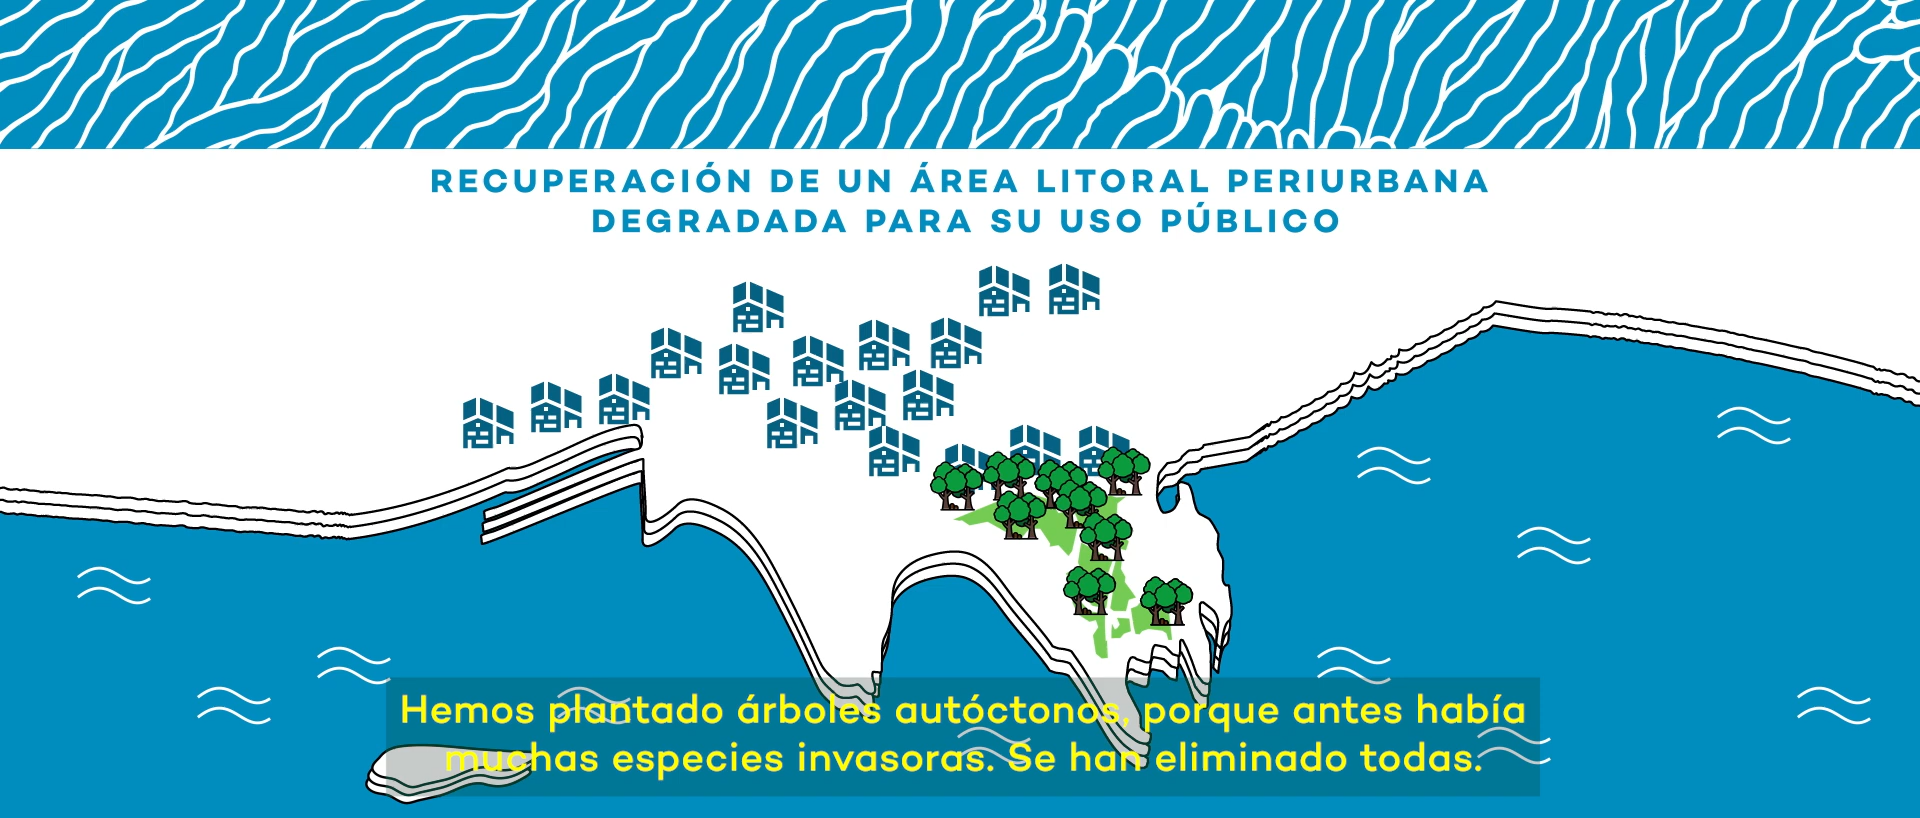 RECUPERACIÓN DE UN ÁREA LITORAL PERIURBANA
DEGRADADA PARA SU USO PÚBLICO
Hemos plantado árboles autóctonos, porque antes había
muchas especies invasoras. Se han eliminado todas.